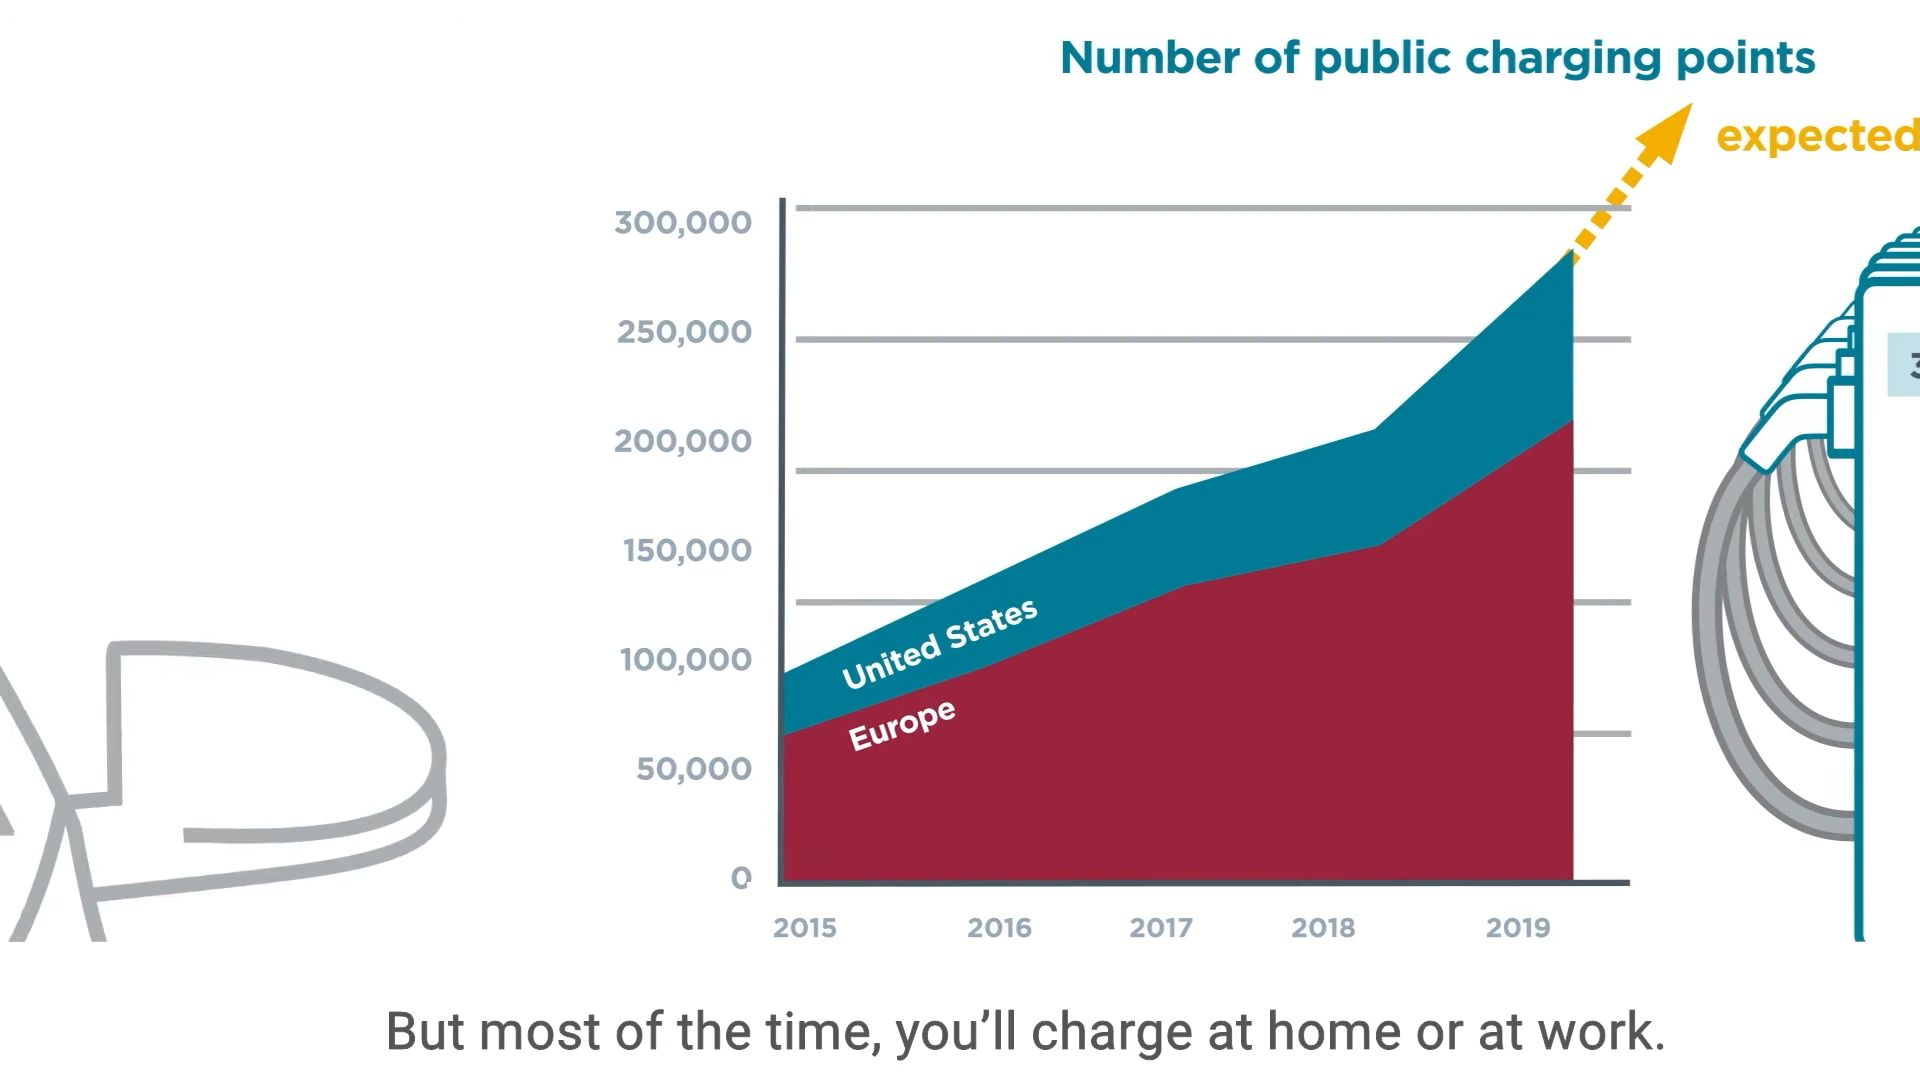 Number of public charging points
expected
300,000
250,000
200,000
150,000
100,000
50,000
0
United States
Europe
2015 2016 2017 2018 2019
3
But most of the time, you’ll charge at home or at work.